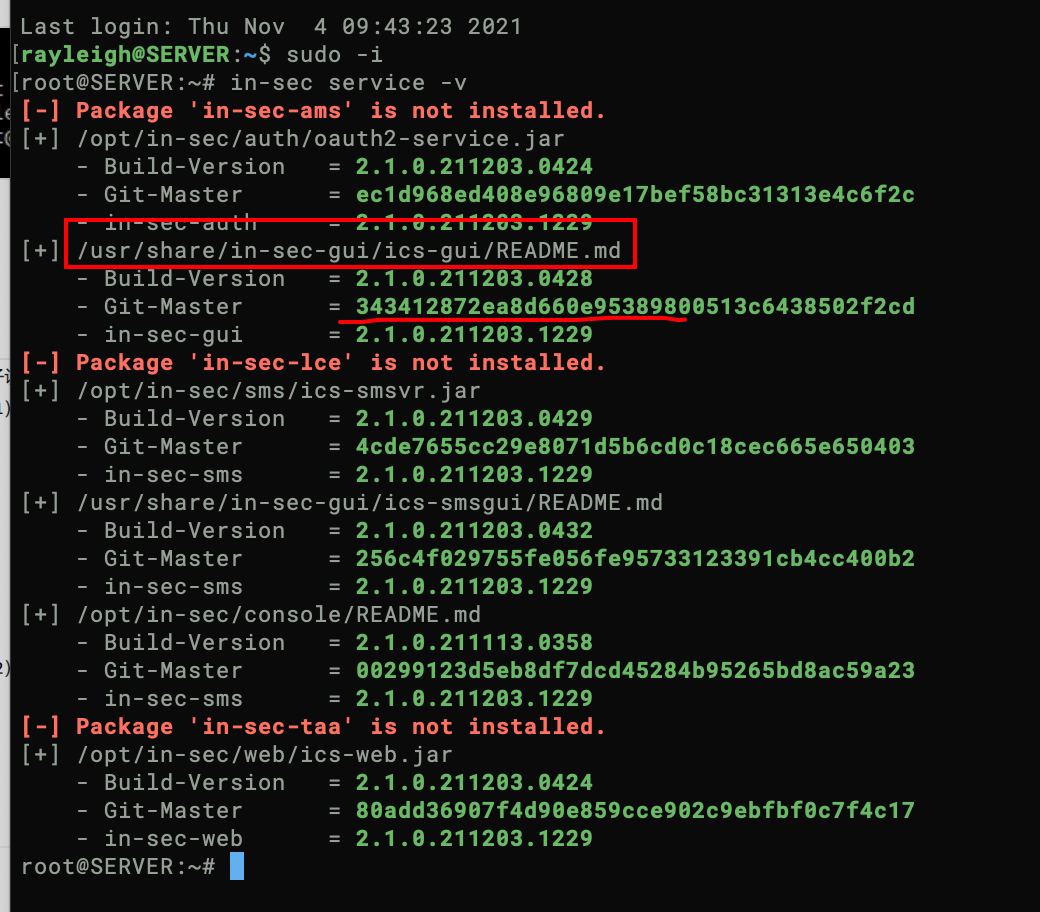 Last login: Thu Nov  4 09:43:23 2021
[rayleigh@SERVER:~$ sudo -i
[root@SERVER:~# in-sec service -v
[-] Package 'in-sec-ams' is not installed.
[+] /opt/in-sec/auth/oauth2-service.jar
    - Build-Version   = 2.1.0.211203.0424
    - Git-Master      = ec1d968ed408e96809e17bef58bc31313e4c6f2c
    - in-sec-auth     = 2.1.0.211203.1229
[+] /usr/share/in-sec-gui/ics-gui/README.md
    - Build-Version   = 2.1.0.211203.0428
    - Git-Master      = 343412872ea8d660e95389800513c6438502f2cd
    - in-sec-gui      = 2.1.0.211203.1229
[-] Package 'in-sec-lce' is not installed.
[+] /opt/in-sec/sms/ics-smsvr.jar
    - Build-Version   = 2.1.0.211203.0429
    - Git-Master      = 4cde7655cc29e8071d5b6cd0c18cec665e650403
    - in-sec-sms      = 2.1.0.211203.1229
[+] /usr/share/in-sec-gui/ics-smsgui/README.md
    - Build-Version   = 2.1.0.211203.0432
    - Git-Master      = 256c4f029755fe056fe95733123391cb4cc400b2
    - in-sec-sms      = 2.1.0.211203.1229
[+] /opt/in-sec/console/README.md
    - Build-Version   = 2.1.0.211113.0358
    - Git-Master      = 00299123d5eb8df7dcd45284b95265bd8ac59a23
    - in-sec-sms      = 2.1.0.211203.1229
[-] Package 'in-sec-taa' is not installed.
[+] /opt/in-sec/web/ics-web.jar
    - Build-Version   = 2.1.0.211203.0424
    - Git-Master      = 80add36907f4d90e859cce902c9ebfbf0c7f4c17
    - in-sec-web      = 2.1.0.211203.1229
root@SERVER:~#